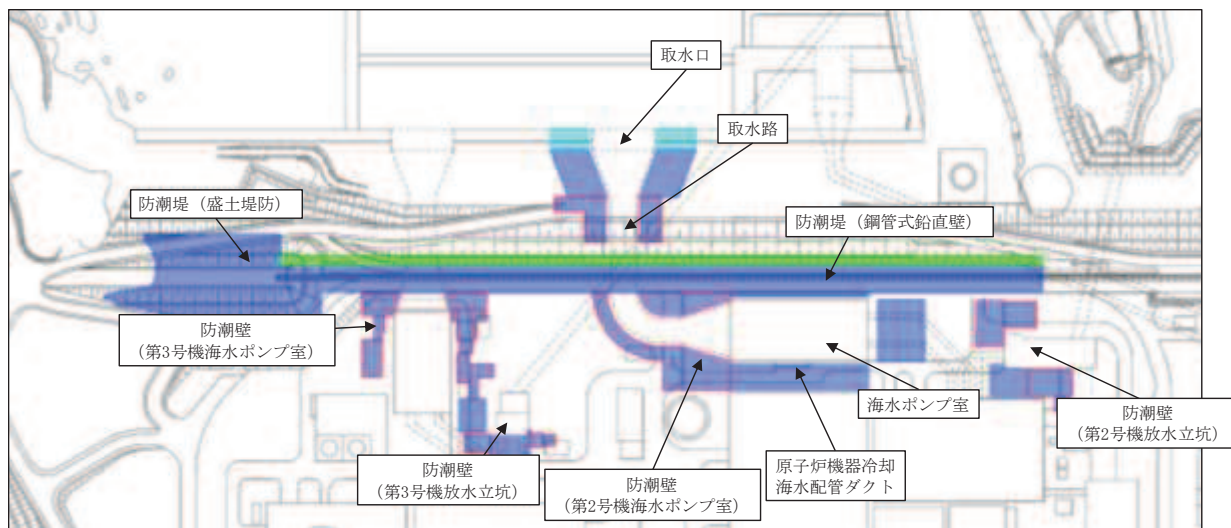 取水口
取水路
防潮堤（盛土堤防）
防潮堤（鋼管式鉛直壁）
防潮壁
（第3号機海水ポンプ室）
海水ポンプ室
防潮壁
（第2号機放水立坑）
防潮壁
（第3号機放水立坑）
防潮壁
（第2号機海水ポンプ室）
原子炉機器冷却
海水配管ダクト